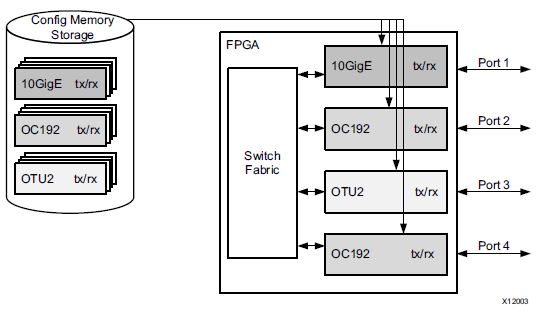 Config Memory
Storage
10GigE tx/rx
OC192 tx/rx
OTU2 tx/rx
FPGA
Switch
Fabric
10GigE tx/rx
Port 1
OC192 tx/rx
Port 2
OTU2 tx/rx
Port 3
OC192 tx/rx
Port 4
X12003